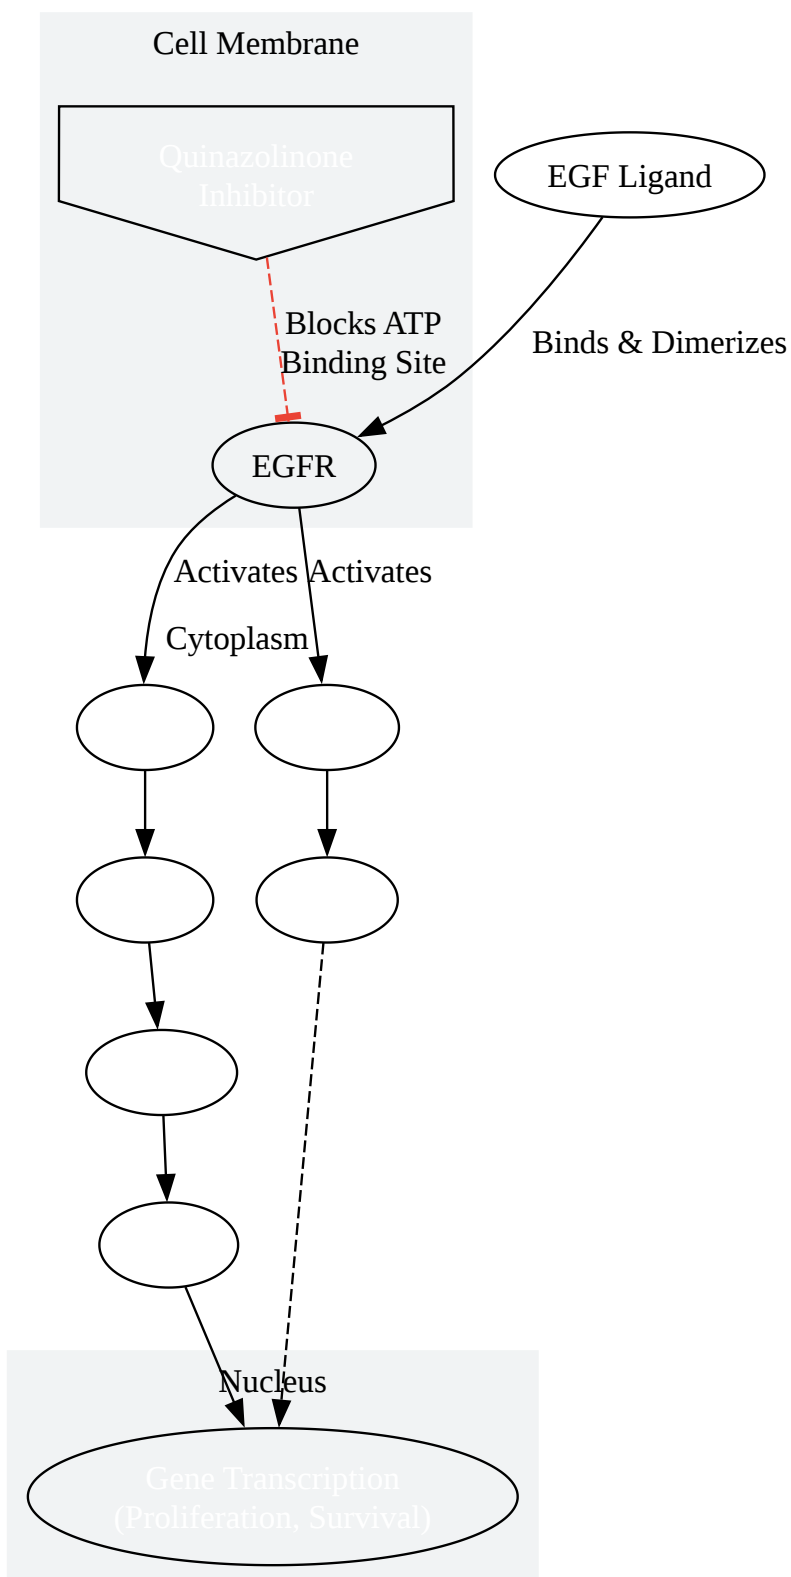 Cell Membrane
Quinazolinone
Inhibitor
EGF Ligand
Blocks ATP
Binding Site
Binds & Dimerizes
EGFR
Activates
Activates
Cytoplasm
Nucleus
Gene Transcription
(Proliferation, Survival)